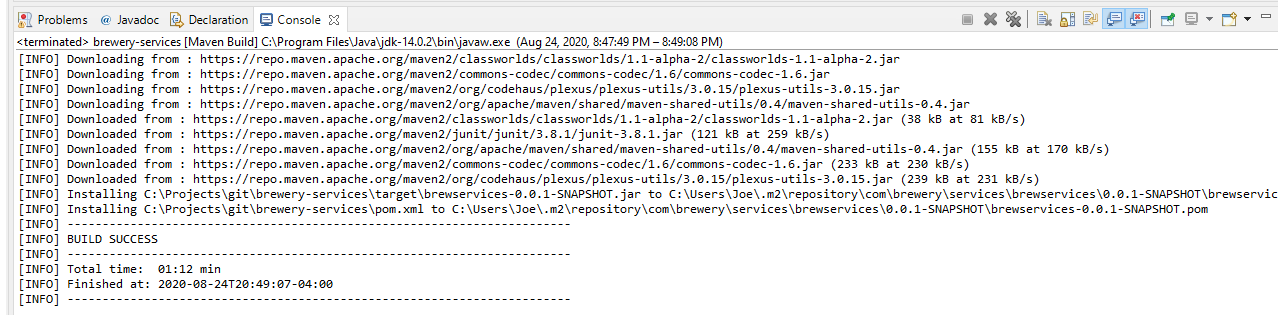 Problems @ Javadoc Declaration Console
<terminated> brewery-services [Maven Build] C:\Program Files\Java\jdk-14.0.2\bin\javaw.exe (Aug 24, 2020, 8:47:49 PM – 8:49:08 PM)
[INFO] Downloading from : https://repo.maven.apache.org/maven2/classworlds/classworlds/1.1-alpha-2/classworlds-1.1-alpha-2.jar
[INFO] Downloading from : https://repo.maven.apache.org/maven2/commons-codec/commons-codec/1.6/commons-codec-1.6.jar
[INFO] Downloading from : https://repo.maven.apache.org/maven2/org/codehaus/plexus/plexus-utils/3.0.15/plexus-utils-3.0.15.jar
[INFO] Downloading from : https://repo.maven.apache.org/maven2/org/apache/maven/shared/maven-shared-utils/0.4/maven-shared-utils-0.4.jar
[INFO] Downloaded from : https://repo.maven.apache.org/maven2/classworlds/classworlds/1.1-alpha-2/classworlds-1.1-alpha-2.jar (38 kB at 81 kB/s)
[INFO] Downloaded from : https://repo.maven.apache.org/maven2/junit/junit/3.8.1/junit-3.8.1.jar (121 kB at 259 kB/s)
[INFO] Downloaded from : https://repo.maven.apache.org/maven2/org/apache/maven/shared/maven-shared-utils/0.4/maven-shared-utils-0.4.jar (155 kB at 170 kB/s)
[INFO] Downloaded from : https://repo.maven.apache.org/maven2/commons-codec/commons-codec/1.6/commons-codec-1.6.jar (233 kB at 230 kB/s)
[INFO] Downloaded from : https://repo.maven.apache.org/maven2/org/codehaus/plexus/plexus-utils/3.0.15/plexus-utils-3.0.15.jar (239 kB at 231 kB/s)
[INFO] Installing C:\Projects\git\brewery-services\target\brewservices-0.0.1-SNAPSHOT.jar to C:\Users\Joe\.m2\repository\com\brewery\services\brewservices\0.0.1-SNAPSHOT\brewservic
[INFO] Installing C:\Projects\git\brewery-services\pom.xml to C:\Users\Joe\.m2\repository\com\brewery\services\brewservices\0.0.1-SNAPSHOT\brewservices-0.0.1-SNAPSHOT.pom
[INFO] ------------------------------------------------------------------------
[INFO] BUILD SUCCESS
[INFO] ------------------------------------------------------------------------
[INFO] Total time:  01:12 min
[INFO] Finished at: 2020-08-24T20:49:07-04:00
[INFO] ------------------------------------------------------------------------